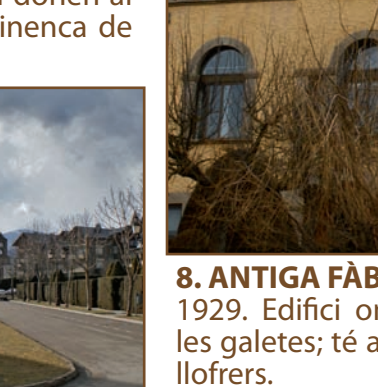 donen al
inenca de
8. ANTIGA FÀB
1929. Edifici or
les galetes; té a
llofrers.